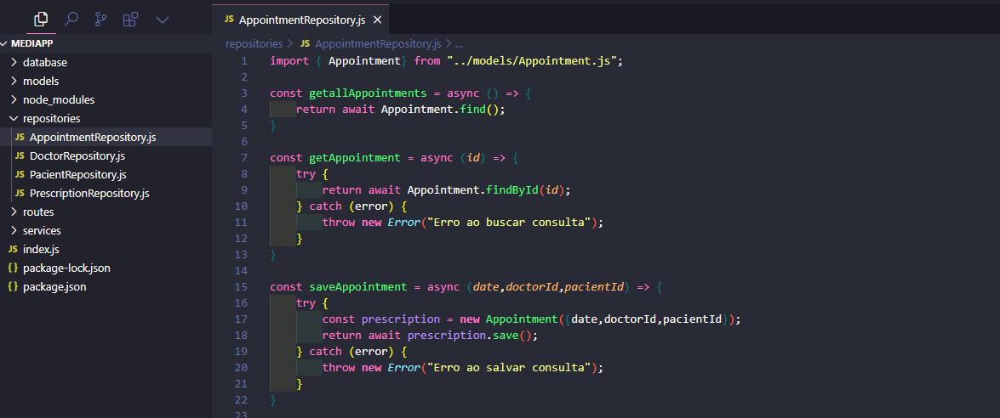 MEDIAPP
database
models
node_modules
repositories
JS AppointmentRepository.js
JS DoctorRepository.js
JS PacientRepository.js
JS PrescriptionRepository.js
routes
services
JS index.js
{} package-lock.json
{} package.json
JS AppointmentRepository.js ×
repositories > JS AppointmentRepository.js > ...
1 import { Appointment} from "../models/Appointment.js";
2
3 const getallAppointments = async () => {
4     return await Appointment.find();
5 }
6
7 const getAppointment = async (id) => {
8     try {
9         return await Appointment.findById(id);
10     } catch (error) {
11         throw new Error("Erro ao buscar consulta");
12     }
13 }
14
15 const saveAppointment = async (date,doctorId,pacientId) => {
16     try {
17         const prescription = new Appointment({date,doctorId,pacientId});
18         return await prescription.save();
19     } catch (error) {
20         throw new Error("Erro ao salvar consulta");
21     }
22 }
23